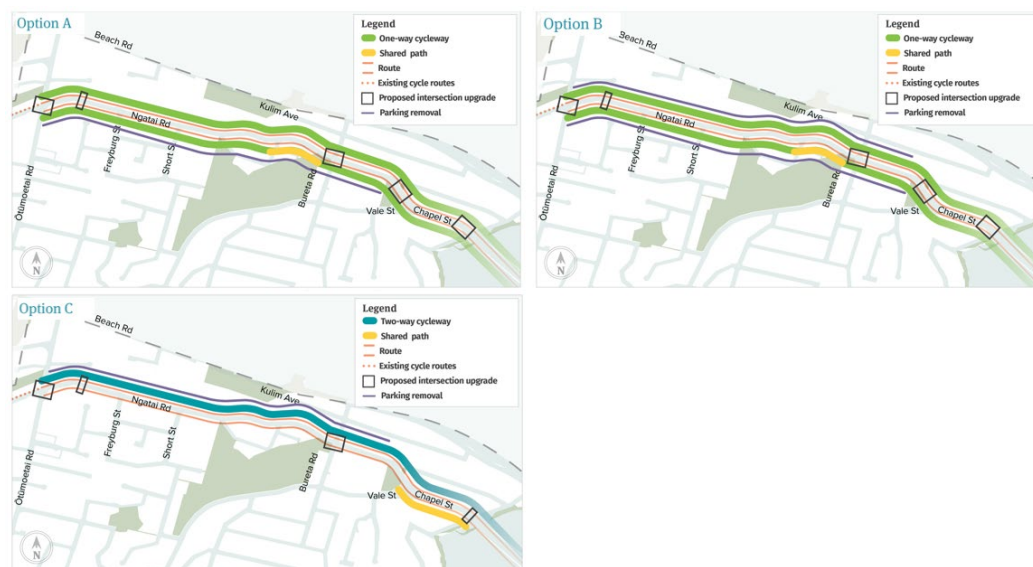 Option A
Legend
One-way cycleway
Shared path
Route
Existing cycle routes
Proposed intersection upgrade
Parking removal
Beach Rd
Kulim Ave
Ngatai Rd
Freyburg St
Short St
Ōtūmoetai Rd
Bureta Rd
Vale St
Chapel St
N
Option B
Legend
One-way cycleway
Shared path
Route
Existing cycle routes
Proposed intersection upgrade
Parking removal
Beach Rd
Kulim Ave
Ngatai Rd
Freyburg St
Short St
Ōtūmoetai Rd
Bureta Rd
Vale St
Chapel St
N
Option C
Legend
Two-way cycleway
Shared path
Route
Existing cycle routes
Proposed intersection upgrade
Parking removal
Beach Rd
Kulim Ave
Ngatai Rd
Freyburg St
Short St
Ōtūmoetai Rd
Bureta Rd
Vale St
Chapel St
N